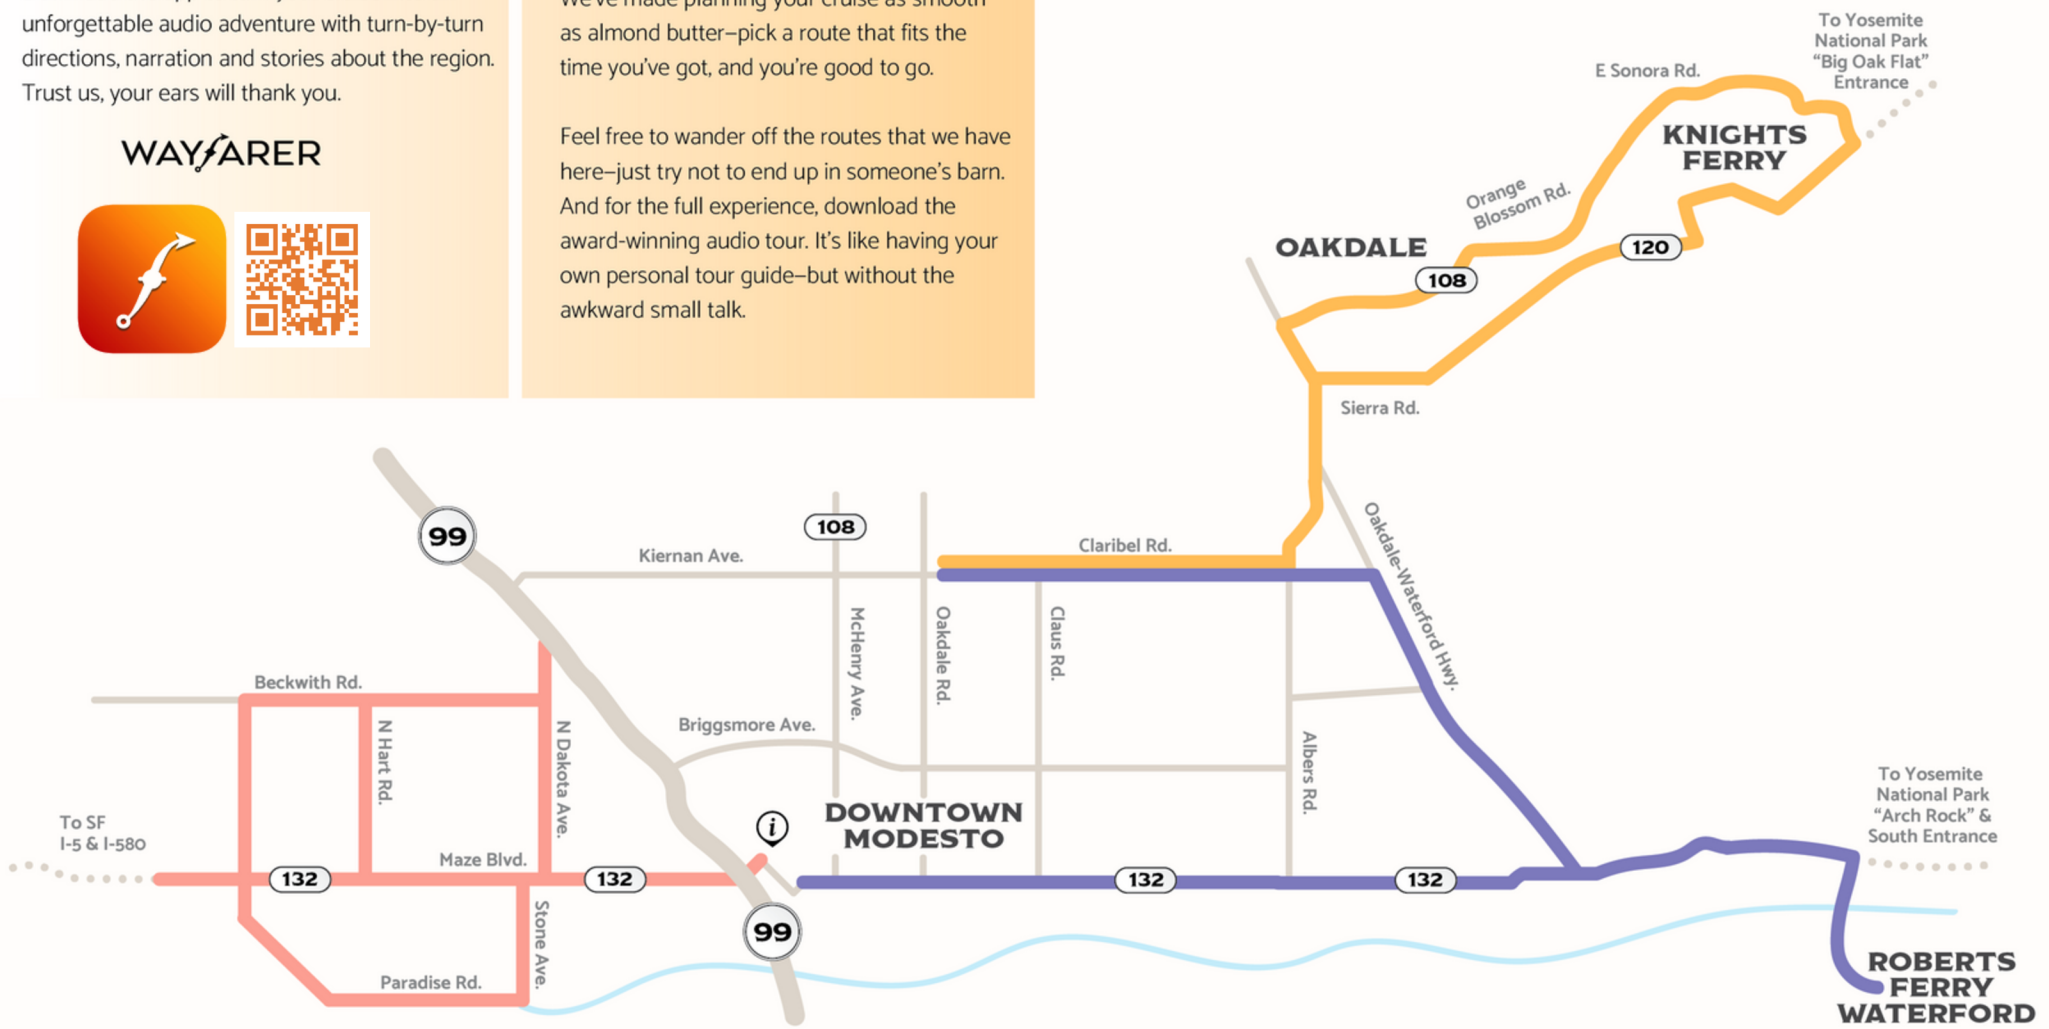 unforgettable audio adventure with turn-by-turn
directions, narration and stories about the region.
Trust us, your ears will thank you.
WAYFARER
We've made planning your cruise as smooth
as almond butter–pick a route that fits the
time you've got, and you're good to go.
Feel free to wander off the routes that we have
here–just try not to end up in someone's barn.
And for the full experience, download the
award-winning audio tour. It's like having your
own personal tour guide–but without the
awkward small talk.
To Yosemite
National Park
“Big Oak Flat”
Entrance
E Sonora Rd.
KNIGHTS
FERRY
Orange
Blossom Rd.
OAKDALE
108
120
Sierra Rd.
99
108
Kiernan Ave.
Claribel Rd.
Oakdale-Waterford Hwy.
McHenry Ave.
Oakdale Rd.
Claus Rd.
Beckwith Rd.
N Hart Rd.
N Dakota Ave.
Briggsmore Ave.
Albers Rd.
To SF
I-5 & I-580
i
DOWNTOWN
MODESTO
To Yosemite
National Park
“Arch Rock” &
South Entrance
Maze Blvd.
132
132
132
132
Stone Ave.
99
Paradise Rd.
ROBERTS
FERRY
WATERFORD